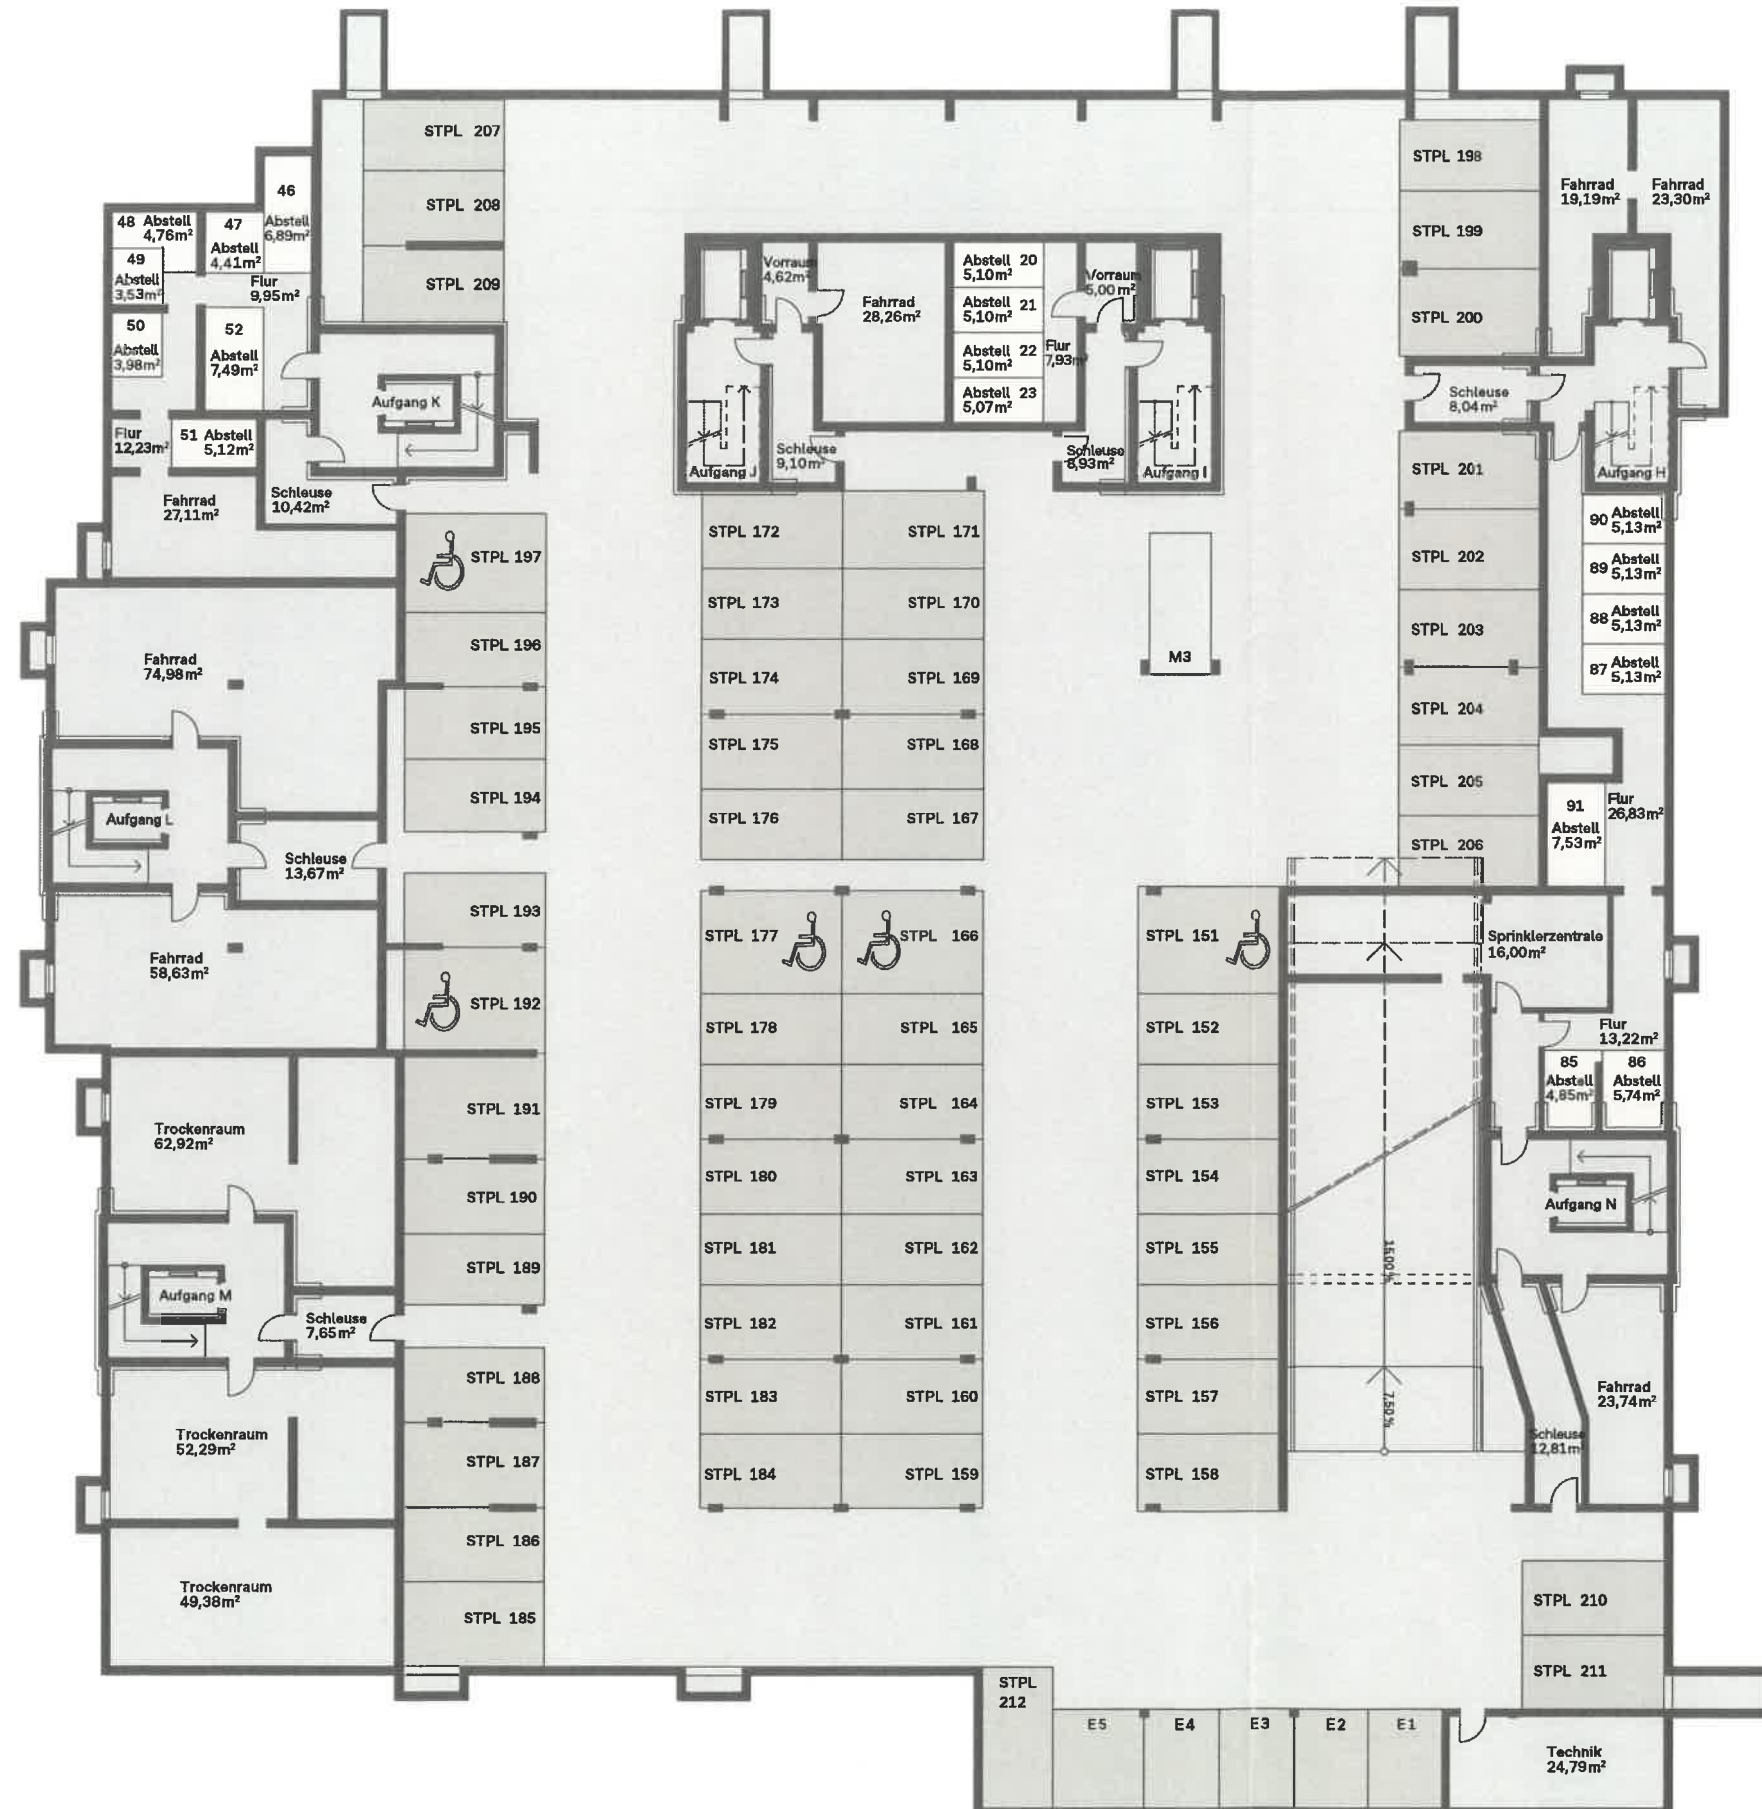 STPL 207
STPL 208
STPL 209
46
Abstell
6,89m²
48 Abstell
4,76m²
47
Abstell
4,41m²
49
Abstell
3,53m²
Flur
9,95m²
50
Abstell
3,98m²
52
Abstell
7,49m²
Aufgang K
Flur
12,23m²
51 Abstell
5,12m²
Fahrrad
27,11m²
Schleuse
10,42m²
Vorraum
4,62m²
Fahrrad
28,26m²
Abstell 20
5,10m²
Abstell 21
5,10m²
Abstell 22
5,10m²
Abstell 23
5,07m²
Flur
7,93m²
Vorraum
5,00m²
Aufgang J
Schleuse
9,10m²
Schleuse
8,93m²
Aufgang I
STPL 198
STPL 199
STPL 200
Fahrrad
19,19m²
Fahrrad
23,30m²
Schleuse
8,04m²
Aufgang H
STPL 201
STPL 202
STPL 203
STPL 204
STPL 205
STPL 206
90 Abstell
5,13m²
89 Abstell
5,13m²
88 Abstell
5,13m²
87 Abstell
5,13m²
91
Abstell
7,53m²
Flur
26,83m²
STPL 197
STPL 196
STPL 195
STPL 194
Fahrrad
74,98m²
Aufgang L
Schleuse
13,67m²
Fahrrad
58,63m²
STPL 193
STPL 192
STPL 191
STPL 190
STPL 189
Trockenraum
62,92m²
Aufgang M
Schleuse
7,65m²
Trockenraum
52,29m²
Trockenraum
49,38m²
STPL 188
STPL 187
STPL 186
STPL 185
STPL 172
STPL 171
STPL 173
STPL 170
STPL 174
STPL 169
STPL 175
STPL 168
STPL 176
STPL 167
M3
STPL 177
STPL 166
STPL 178
STPL 165
STPL 179
STPL 164
STPL 180
STPL 163
STPL 181
STPL 162
STPL 182
STPL 161
STPL 183
STPL 160
STPL 184
STPL 159
STPL 151
STPL 152
STPL 153
STPL 154
STPL 155
STPL 156
STPL 157
STPL 158
15,00%
7,50%
Sprinklerzentrale
16,00m²
Flur
13,22m²
85
Abstell
4,85m²
86
Abstell
5,74m²
Aufgang N
Fahrrad
23,74m²
Schleuse
12,81m²
STPL 210
STPL 211
STPL
212
E5
E4
E3
E2
E1
Technik
24,79m²